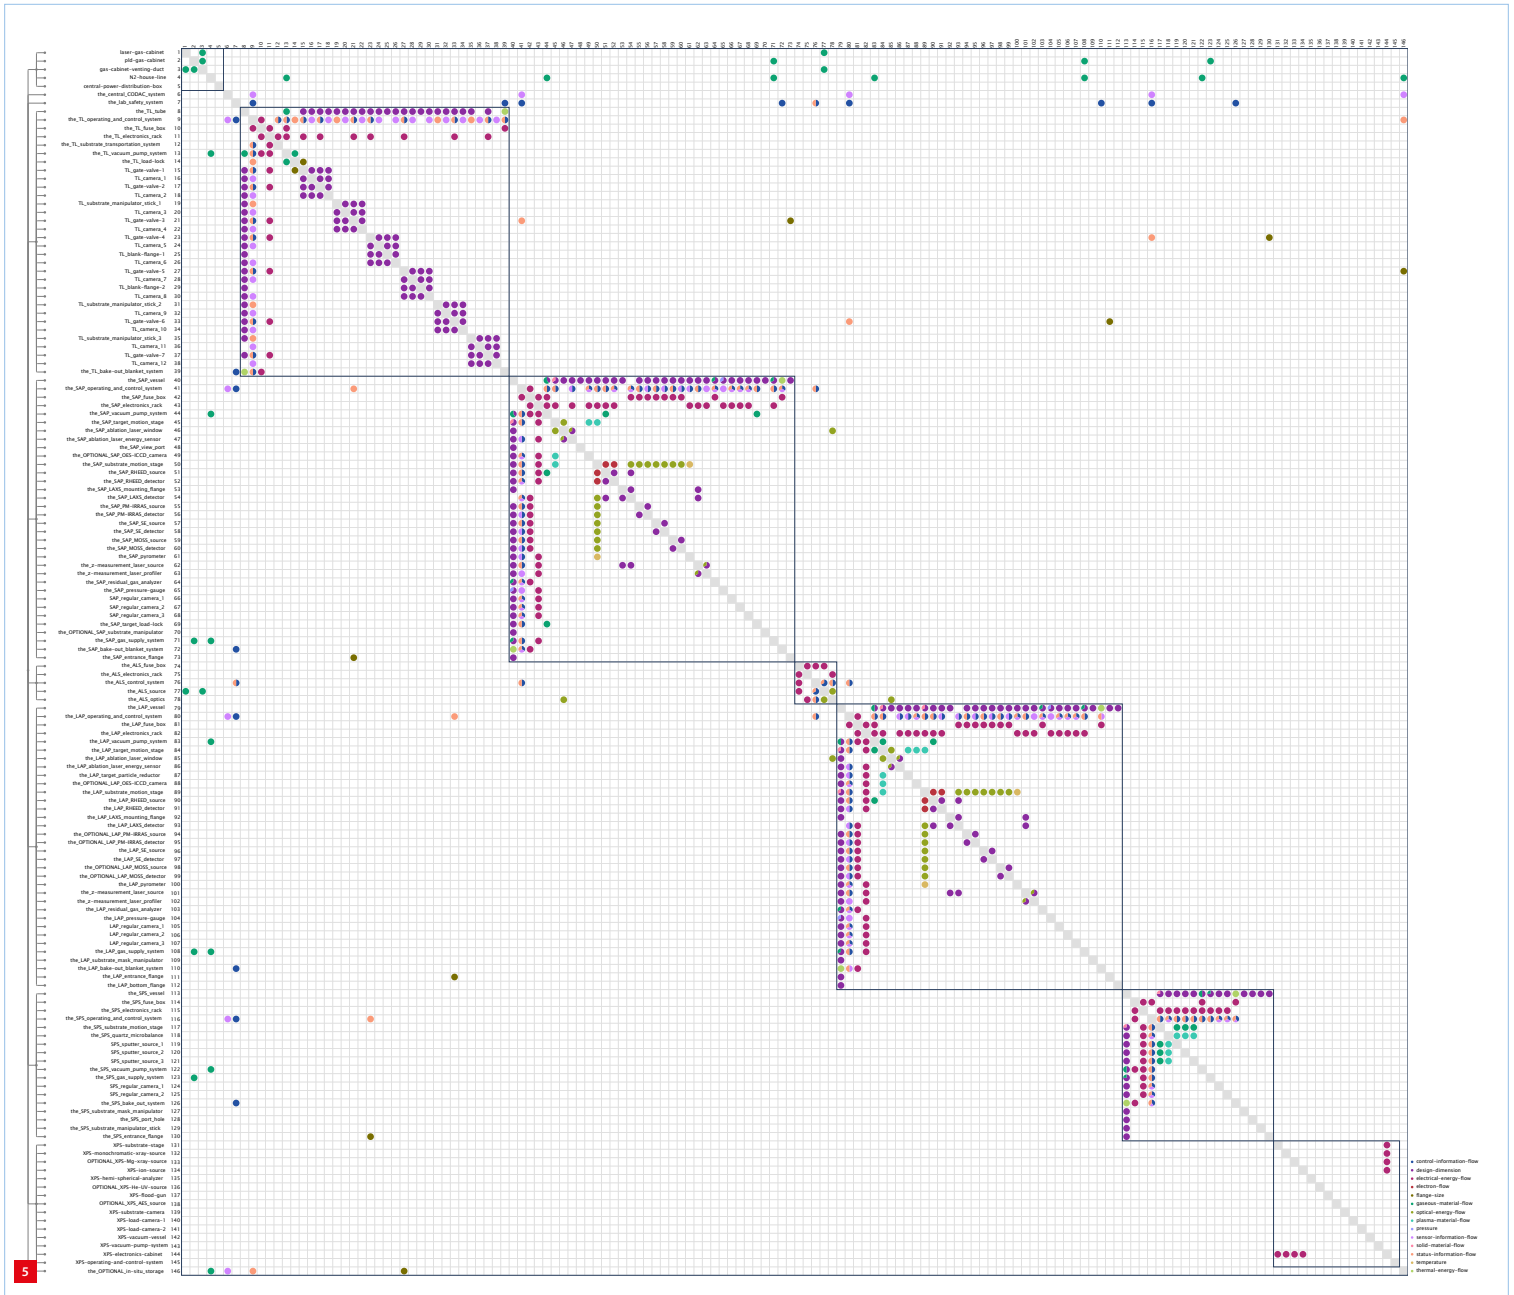 laser-gas-cabinet 1
pld-gas-cabinet 2
gas-cabinet-venting-duct 3
N2-house-line 4
central-power-distribution-box 5
the_central_CODAC_system 6
the_lab_safety_system 7
the_TL_tube 8
the_TL_operating_and_control_system 9
the_TL_fuse_box 10
the_TL_electronics_rack 11
the_TL_substrate_transportation_system 12
the_TL_vacuum_pump_system 13
the_TL_load-lock 14
TL_gate-valve-1 15
TL_camera_1 16
TL_gate-valve-2 17
TL_camera_2 18
TL_substrate_manipulator_stick_1 19
TL_camera_3 20
TL_gate-valve-3 21
TL_camera_4 22
TL_gate-valve-4 23
TL_camera_5 24
TL_blank-flange-1 25
TL_camera_6 26
TL_gate-valve-5 27
TL_camera_7 28
TL_blank-flange-2 29
TL_camera_8 30
TL_substrate_manipulator_stick_2 31
TL_camera_9 32
TL_gate-valve-6 33
TL_camera_10 34
TL_substrate_manipulator_stick_3 35
TL_camera_11 36
TL_gate-valve-7 37
TL_camera_12 38
the_TL_bake-out_blanket_system 39
the_SAP_vessel 40
the_SAP_operating_and_control_system 41
the_SAP_fuse_box 42
the_SAP_electronics_rack 43
the_SAP_vacuum_pump_system 44
the_SAP_target_motion_stage 45
the_SAP_ablation_laser_window 46
the_SAP_ablation_laser_energy_sensor 47
the_SAP_view_port 48
the_OPTIONAL_SAP_OES-ICCD_camera 49
the_SAP_substrate_motion_stage 50
the_SAP_RHEED_source 51
the_SAP_RHEED_detector 52
the_SAP_LAXS_mounting_flange 53
the_SAP_LAXS_detector 54
the_SAP_PM-IRRAS_source 55
the_SAP_PM-IRRAS_detector 56
the_SAP_SE_source 57
the_SAP_SE_detector 58
the_SAP_MOSS_source 59
the_SAP_MOSS_detector 60
the_SAP_pyrometer 61
the_z-measurement_laser_source 62
the_z-measurement_laser_profiler 63
the_SAP_residual_gas_analyzer 64
the_SAP_pressure-gauge 65
SAP_regular_camera_1 66
SAP_regular_camera_2 67
SAP_regular_camera_3 68
the_SAP_target_load-lock 69
the_OPTIONAL_SAP_substrate_manipulator 70
the_SAP_gas_supply_system 71
the_SAP_bake-out_blanket_system 72
the_SAP_entrance_flange 73
the_ALS_fuse_box 74
the_ALS_electronics_rack 75
the_ALS_control_system 76
the_ALS_source 77
the_ALS_optics 78
the_LAP_vessel 79
the_LAP_operating_and_control_system 80
the_LAP_fuse_box 81
the_LAP_electronics_rack 82
the_LAP_vacuum_pump_system 83
the_LAP_target_motion_stage 84
the_LAP_ablation_laser_window 85
the_LAP_ablation_laser_energy_sensor 86
the_LAP_target_particle_reductor 87
the_OPTIONAL_LAP_OES-ICCD_camera 88
the_LAP_substrate_motion_stage 89
the_LAP_RHEED_source 90
the_LAP_RHEED_detector 91
the_LAP_LAXS_mounting_flange 92
the_LAP_LAXS_detector 93
the_OPTIONAL_LAP_PM-IRRAS_source 94
the_OPTIONAL_LAP_PM-IRRAS_detector 95
the_LAP_SE_source 96
the_LAP_SE_detector 97
the_OPTIONAL_LAP_MOSS_source 98
the_OPTIONAL_LAP_MOSS_detector 99
the_LAP_pyrometer 100
the_z-measurement_laser_source 101
the_z-measurement_laser_profiler 102
the_LAP_residual_gas_analyzer 103
the_LAP_pressure-gauge 104
LAP_regular_camera_1 105
LAP_regular_camera_2 106
LAP_regular_camera_3 107
the_LAP_gas_supply_system 108
the_LAP_substrate_mask_manipulator 109
the_LAP_bake-out_blanket_system 110
the_LAP_entrance_flange 111
the_LAP_bottom_flange 112
the_SPS_vessel 113
the_SPS_fuse_box 114
the_SPS_electronics_rack 115
the_SPS_operating_and_control_system 116
the_SPS_substrate_motion_stage 117
the_SPS_quartz_microbalance 118
SPS_sputter_source_1 119
SPS_sputter_source_2 120
SPS_sputter_source_3 121
the_SPS_vacuum_pump_system 122
the_SPS_gas_supply_system 123
SPS_regular_camera_1 124
SPS_regular_camera_2 125
the_SPS_bake_out_system 126
the_SPS_substrate_mask_manipulator 127
the_SPS_port_hole 128
the_SPS_substrate_manipulator_stick 129
the_SPS_entrance_flange 130
XPS-substrate-stage 131
XPS-monochromatic-xray-source 132
OPTIONAL_XPS-Mg-xray-source 133
XPS-ion-source 134
XPS-hemi-spherical-analyzer 135
OPTIONAL_XPS-He-UV-source 136
XPS-flood-gun 137
OPTIONAL_XPS_AES_source 138
XPS-substrate-camera 139
XPS-load-camera-1 140
XPS-load-camera-2 141
XPS-vacuum-vessel 142
XPS-vacuum-pump-system 143
XPS-electronics-cabinet 144
XPS-operating-and-control-system 145
the_OPTIONAL_in-situ_storage 146
control-information-flow
design-dimension
electrical-energy-flow
electron-flow
flange-size
gaseous-material-flow
optical-energy-flow
plasma-material-flow
pressure
sensor-information-flow
solid-material-flow
status-information-flow
temperature
thermal-energy-flow
5